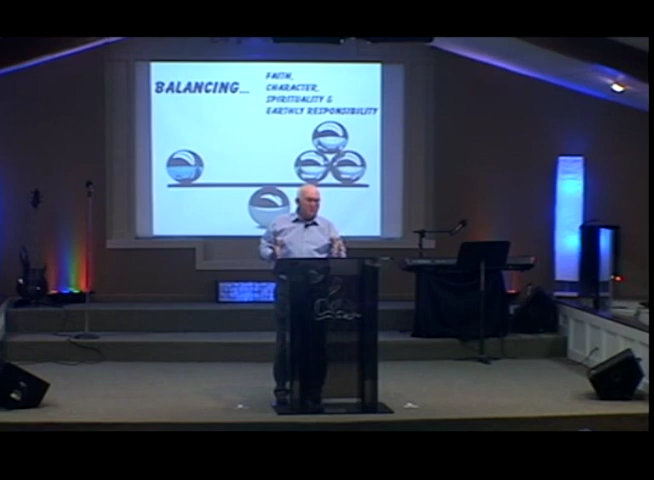 BALANCING...
FAITH,
CHARACTER,
SPIRITUALITY &
EARTHLY RESPONSIBILITY